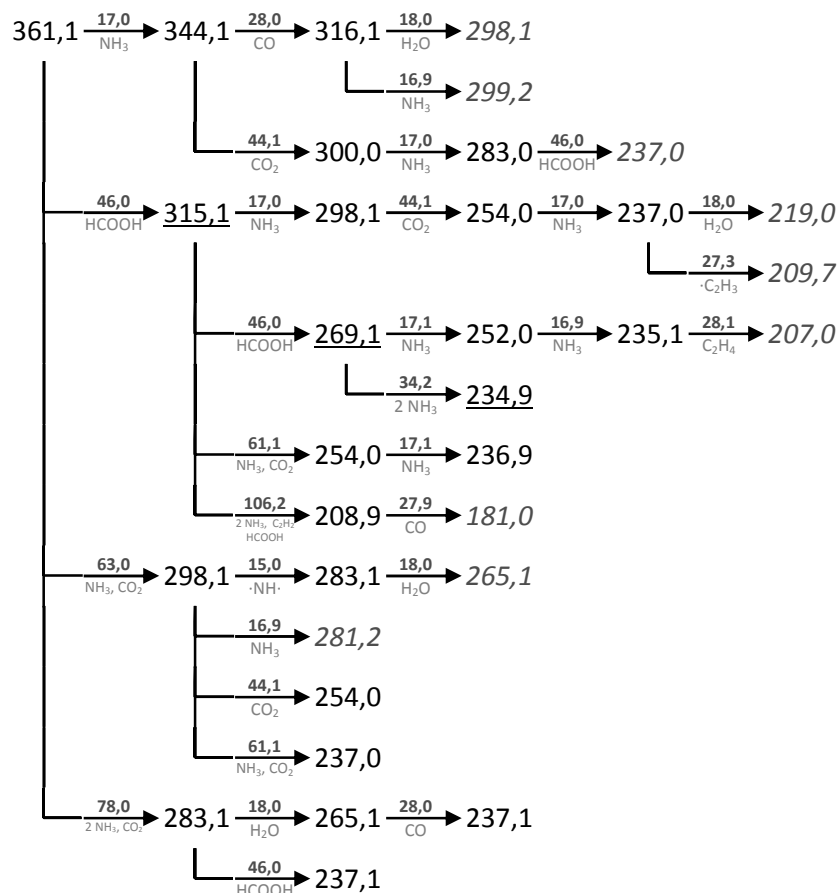 361,1 17,0 NH₃ 344,1 28,0 CO 316,1 18,0 H₂O 298,1
16,9 NH₃ 299,2
44,1 CO₂ 300,0 17,0 NH₃ 283,0 46,0 HCOOH 237,0
46,0 HCOOH 315,1 17,0 NH₃ 298,1 44,1 CO₂ 254,0 17,0 NH₃ 237,0 18,0 H₂O 219,0
27,3 ·C₂H₃ 209,7
46,0 HCOOH 269,1 17,1 NH₃ 252,0 16,9 NH₃ 235,1 28,1 C₂H₄ 207,0
34,2 2 NH₃ 234,9
61,1 NH₃, CO₂ 254,0 17,1 NH₃ 236,9
106,2 2 NH₃, C₂H₂ HCOOH 208,9 27,9 CO 181,0
63,0 NH₃, CO₂ 298,1 15,0 ·NH· 283,1 18,0 H₂O 265,1
16,9 NH₃ 281,2
44,1 CO₂ 254,0
61,1 NH₃, CO₂ 237,0
78,0 2 NH₃, CO₂ 283,1 18,0 H₂O 265,1 28,0 CO 237,1
46,0 HCOOH 237,1